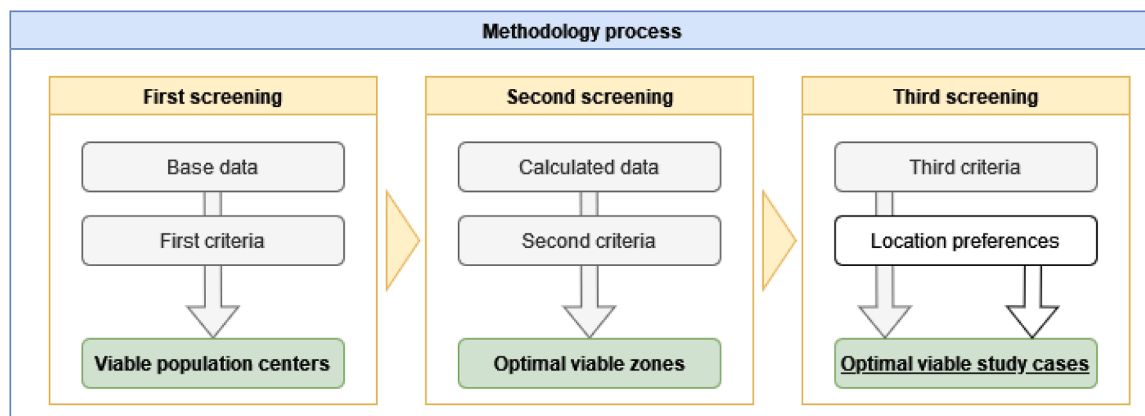 Methodology process
First screening
Base data
First criteria
Viable population centers
Second screening
Calculated data
Second criteria
Optimal viable zones
Third screening
Third criteria
Location preferences
Optimal viable study cases